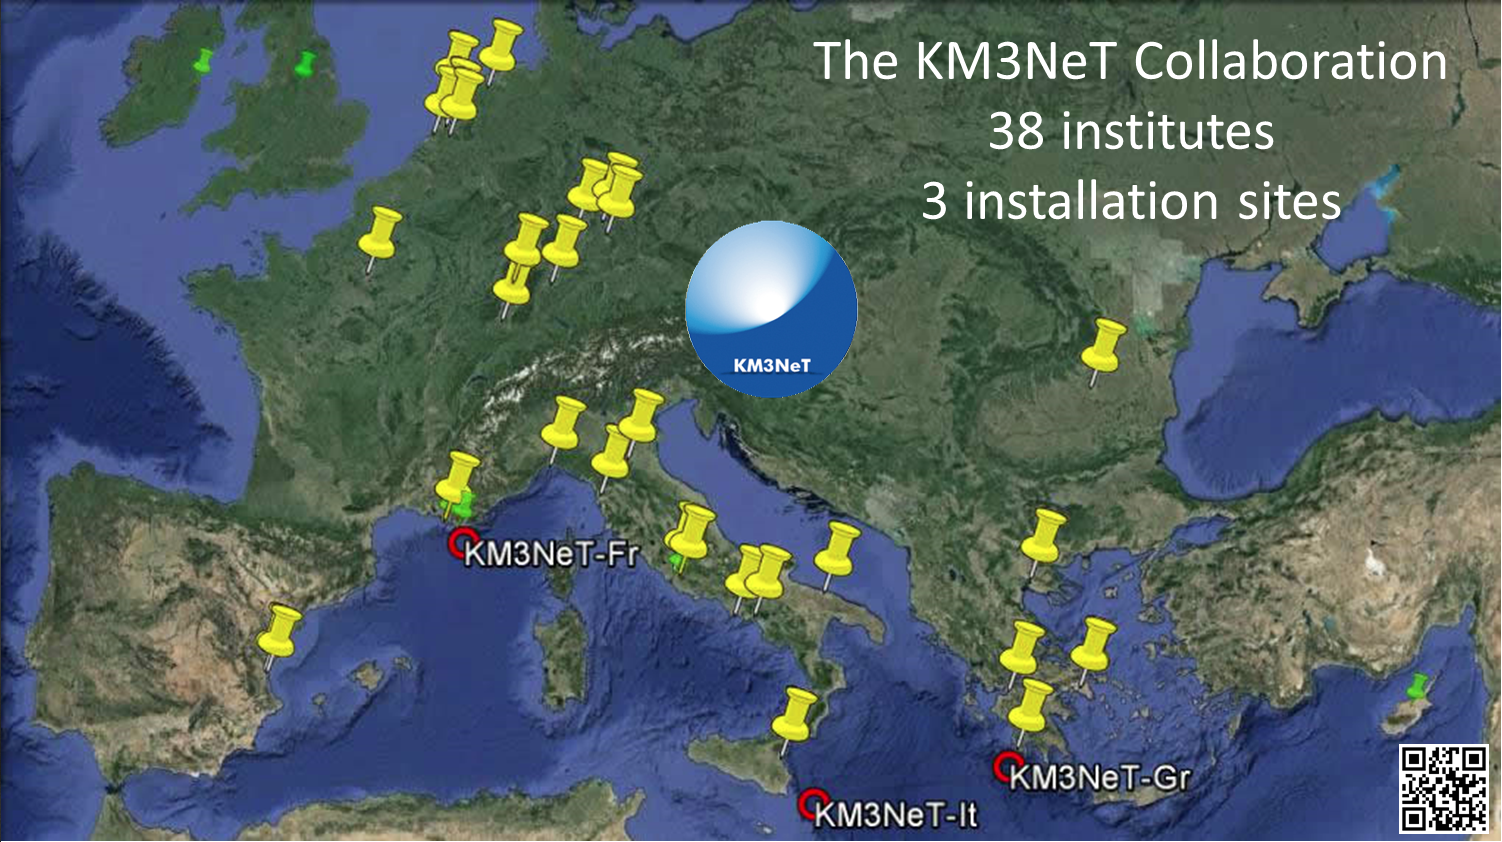 The KM3NeT Collaboration
38 institutes
3 installation sites
KM3NeT
KM3NeT-Fr
KM3NeT-Gr
KM3NeT-It